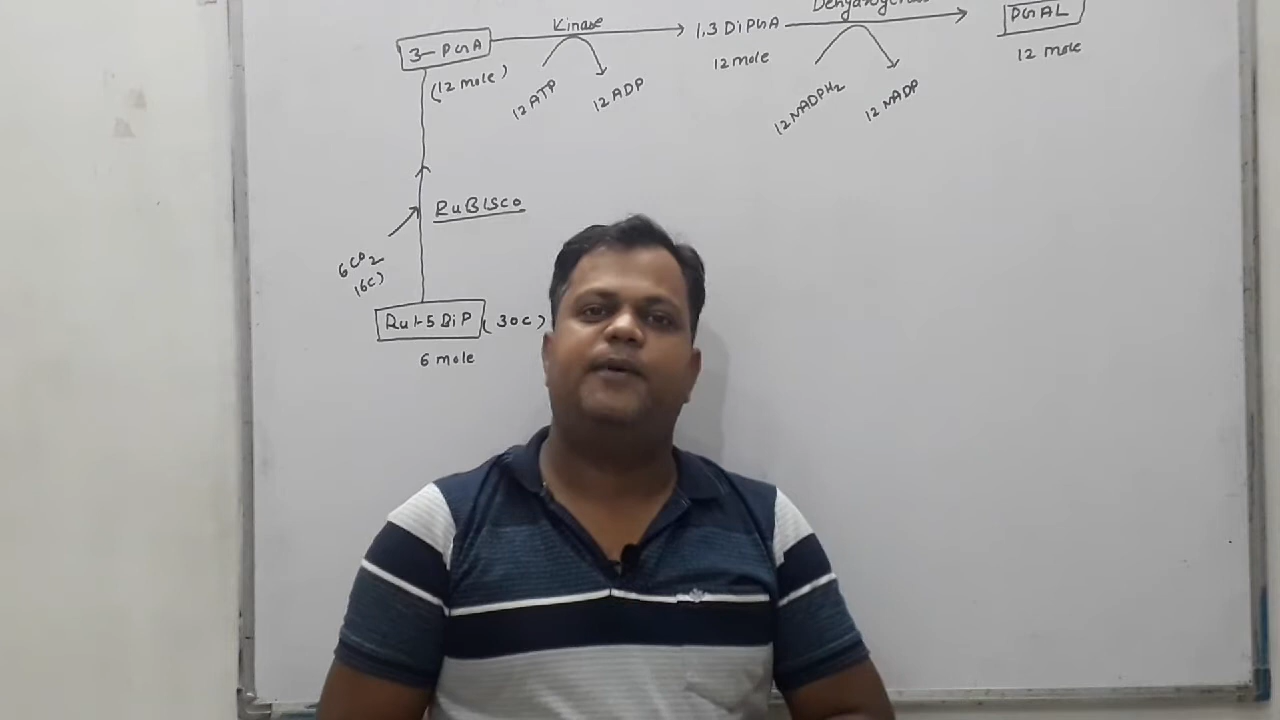 Kinase
3-PGA
1,3 DiPGA
PGAL
(12 mole)
12 mole
12 mole
12 ATP
12 ADP
12 NADPH2
12 NADP
RuBISCO
6CO2
(6C)
Ru1-5 BiP (30C)
6 mole